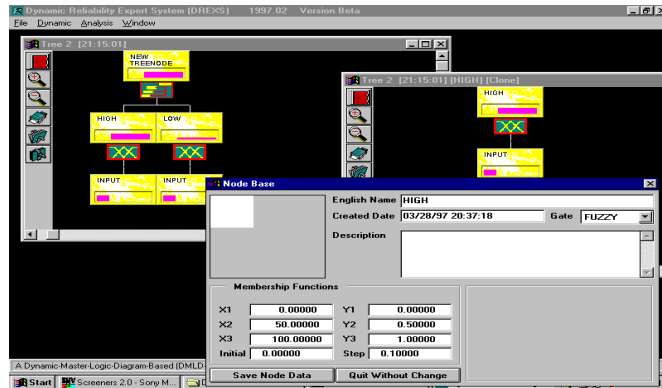 Dynamic Reliability Expert System (DREXS) 1997.02 Version Beta
File Dynamic Analysis Window
Tree 2 [21:15:01]
NEW TREENODE
HIGH LOW
INPUT INPUT
Tree 2 [21:15:01] [HIGH] [Clone]
HIGH
INPUT
Node Base
English Name HIGH
Created Date 03/28/97 20:37:18 Gate FUZZY
Description
Membership Functions
X1 0.00000 Y1 0.00000
X2 50.00000 Y2 0.50000
X3 100.00000 Y3 1.00000
Initial 0.00000 Step 0.10000
Save Node Data Quit Without Change
A Dynamic-Master-Logic-Diagram-Based (DMLD-
Start Screeners 2.0 - Sony M...